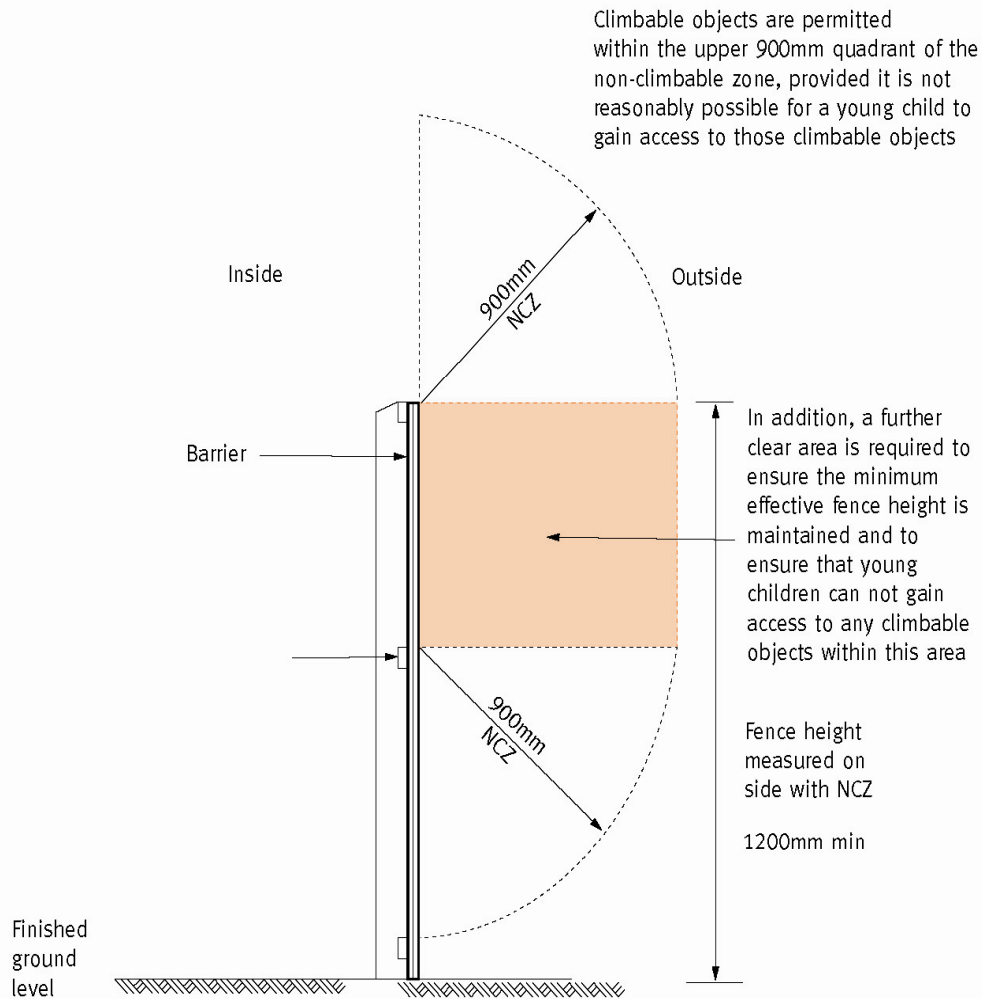 Climbable objects are permitted
within the upper 900mm quadrant of the
non-climbable zone, provided it is not
reasonably possible for a young child to
gain access to those climbable objects
Inside
Outside
900mm
NCZ
Barrier
In addition, a further
clear area is required to
ensure the minimum
effective fence height is
maintained and to
ensure that young
children can not gain
access to any climbable
objects within this area
900mm
NCZ
Fence height
measured on
side with NCZ
1200mm min
Finished
ground
level